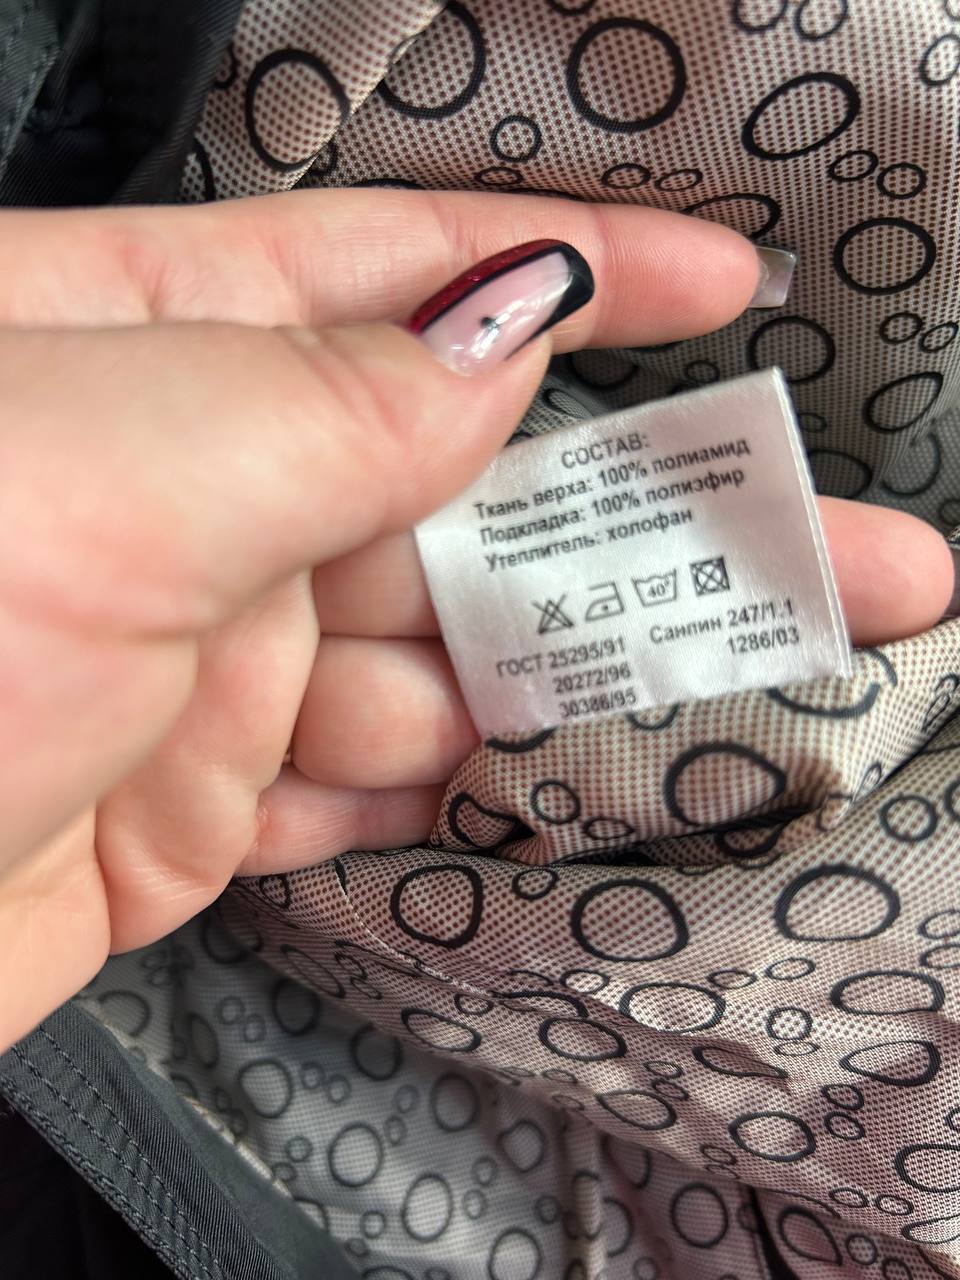 СОСТАВ:
Ткань верха: 100% полиамид
Подкладка: 100% полиэфир
Утеплитель: холофан
40°
ГОСТ 25295/91 Санпин 247/1.1
20272/96 1286/03
30386/95